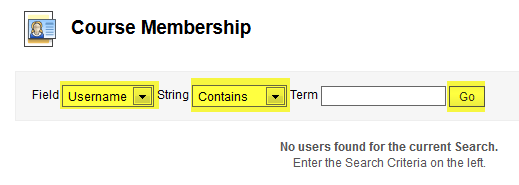 Course Membership
Field Username String Contains Term Go
No users found for the current Search.
Enter the Search Criteria on the left.